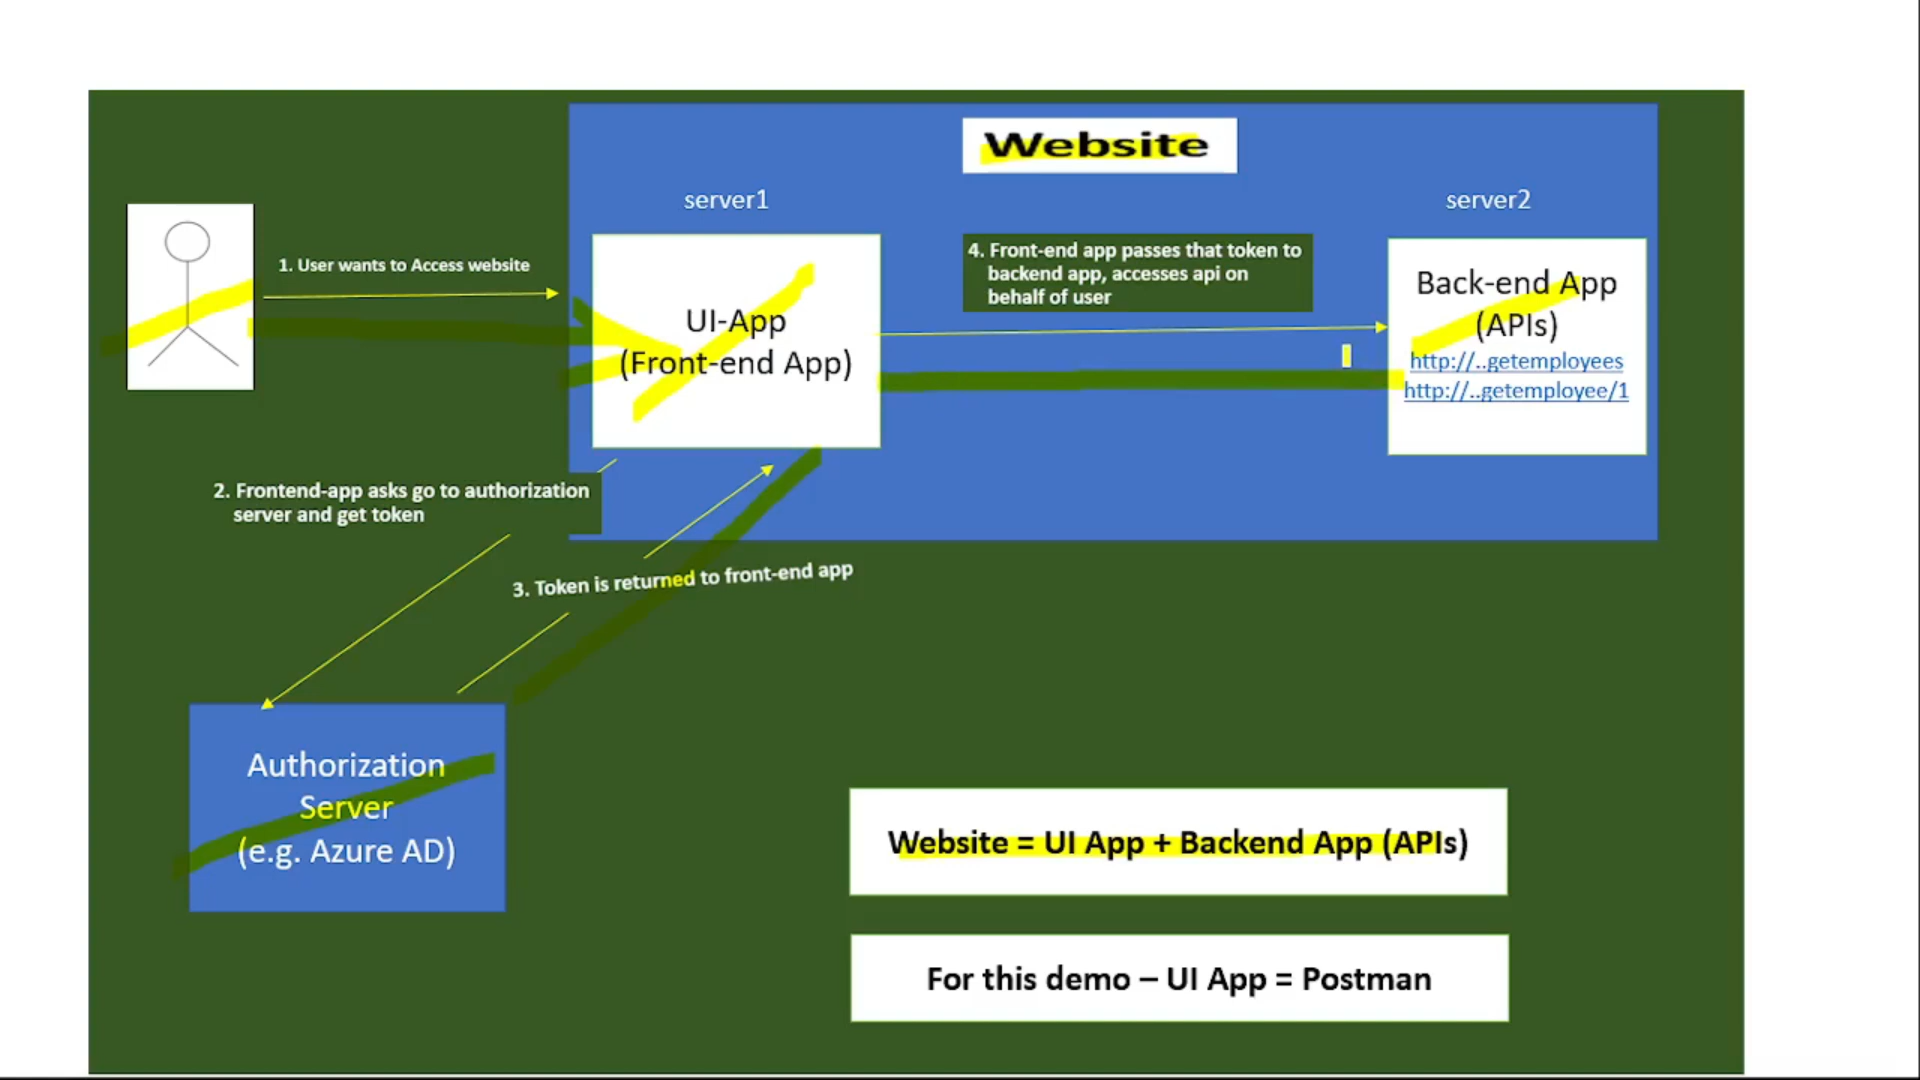 Website
server1
server2
1. User wants to Access website
4. Front-end app passes that token to
backend app, accesses api on
behalf of user
UI-App
(Front-end App)
Back-end App
(APIs)
http://..getemployees
http://..getemployee/1
2. Frontend-app asks go to authorization
server and get token
3. Token is returned to front-end app
Authorization
Server
(e.g. Azure AD)
Website = UI App + Backend App (APIs)
For this demo – UI App = Postman